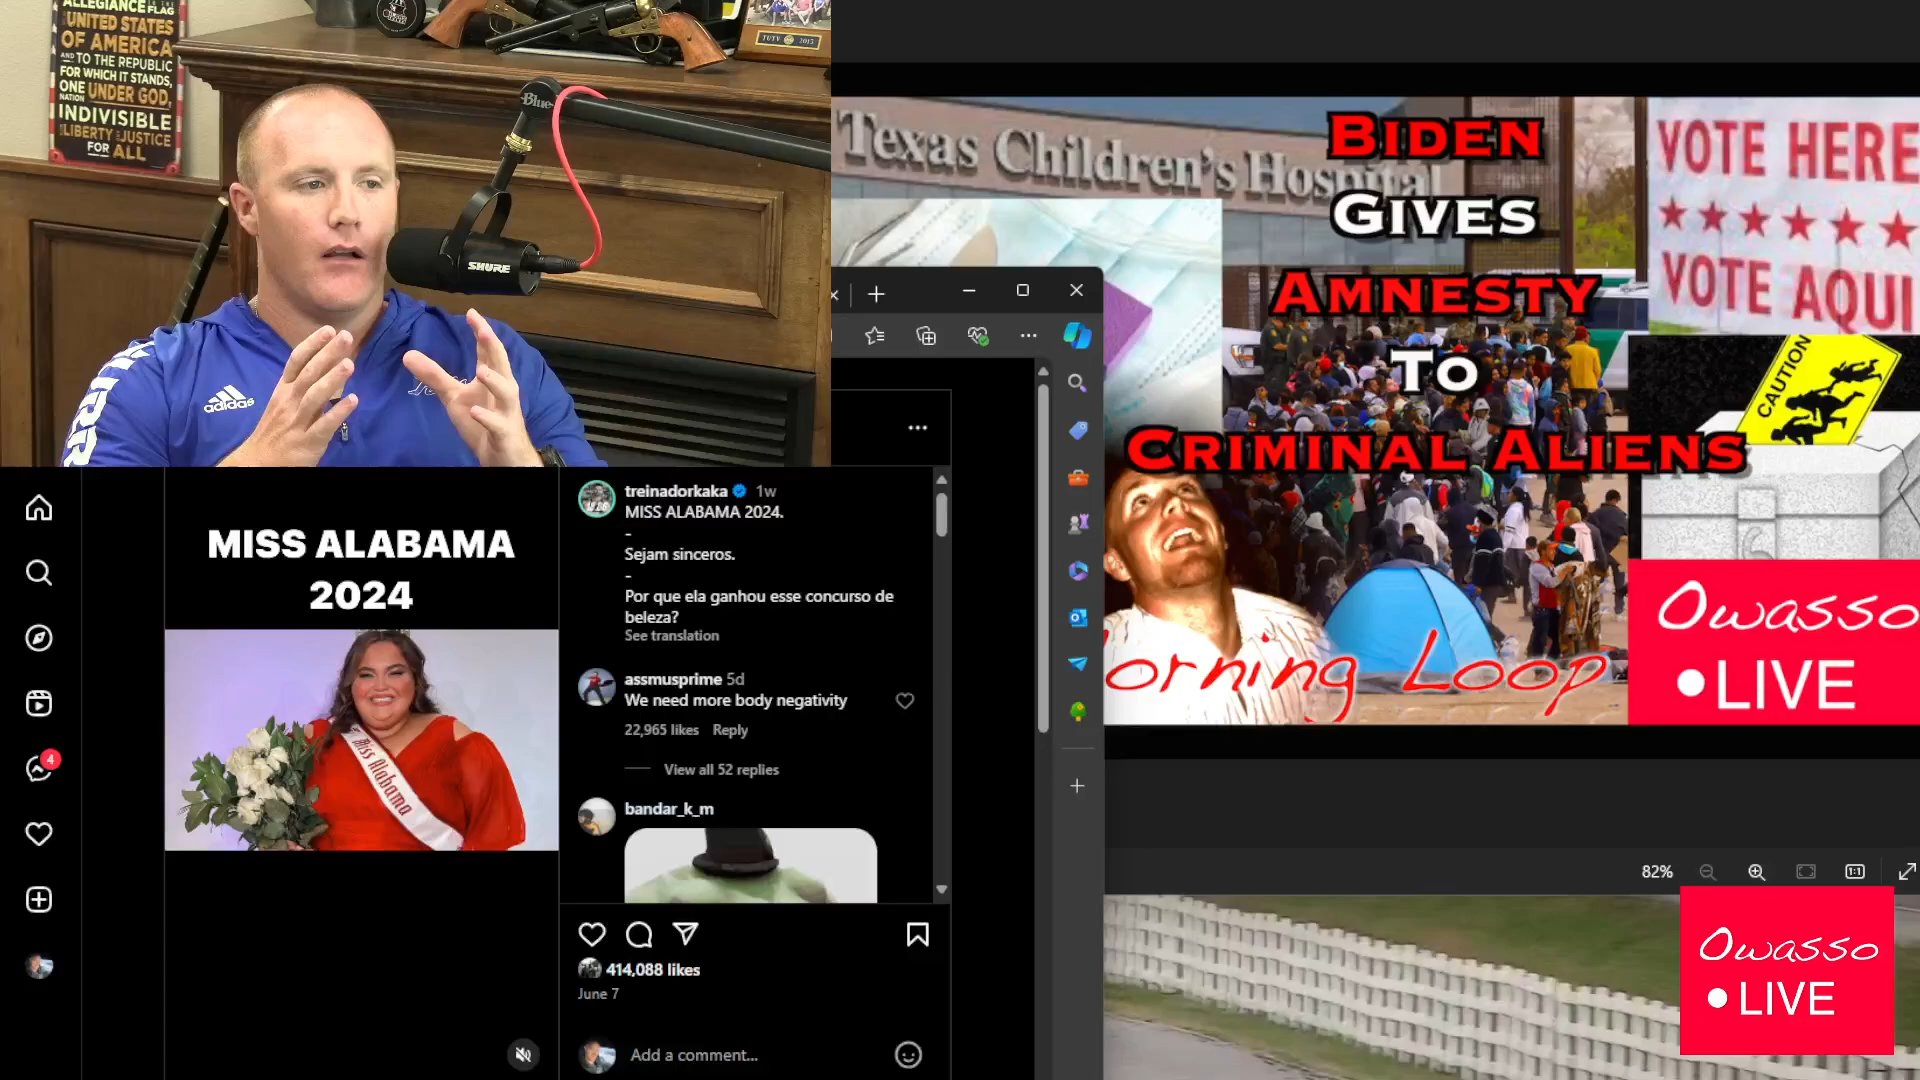 ALLEGIANCE FLAG
UNITED STATES
OF AMERICA
AND TO THE REPUBLIC
FOR WHICH IT STANDS,
ONE NATION UNDER GOD,
INDIVISIBLE
LIBERTY JUSTICE
FOR ALL
TUTV 2013
Blue
SHURE
adidas
Texas Children's Hospital
BIDEN
GIVES
AMNESTY
TO
CRIMINAL ALIENS
VOTE HERE
VOTE AQUI
CAUTION
orning Loop
Owasso
LIVE
MISS ALABAMA
2024
Miss Alabama
treinadorkaka 1w
MISS ALABAMA 2024.
-
Sejam sinceros.
-
Por que ela ganhou esse concurso de
beleza?
See translation
assmusprime 5d
We need more body negativity
22,965 likes Reply
View all 52 replies
bandar_k_m
4
414,088 likes
June 7
Add a comment...
82%
1:1
Owasso
LIVE